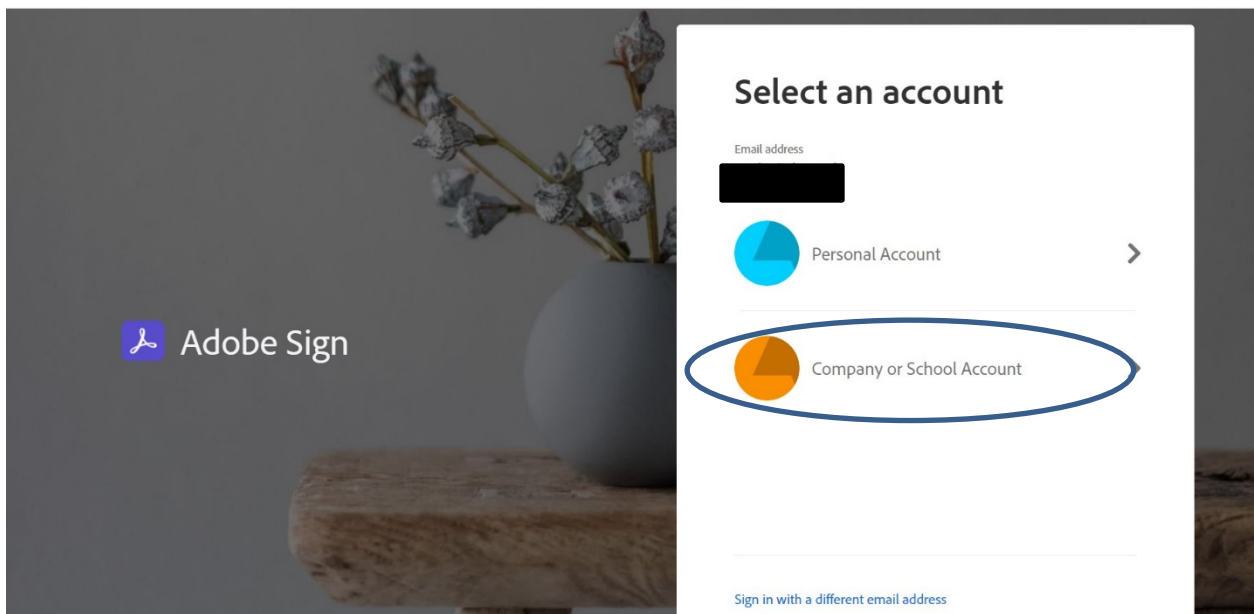 Select an account
Email address
Personal Account
Adobe Sign
Company or School Account
Sign in with a different email address